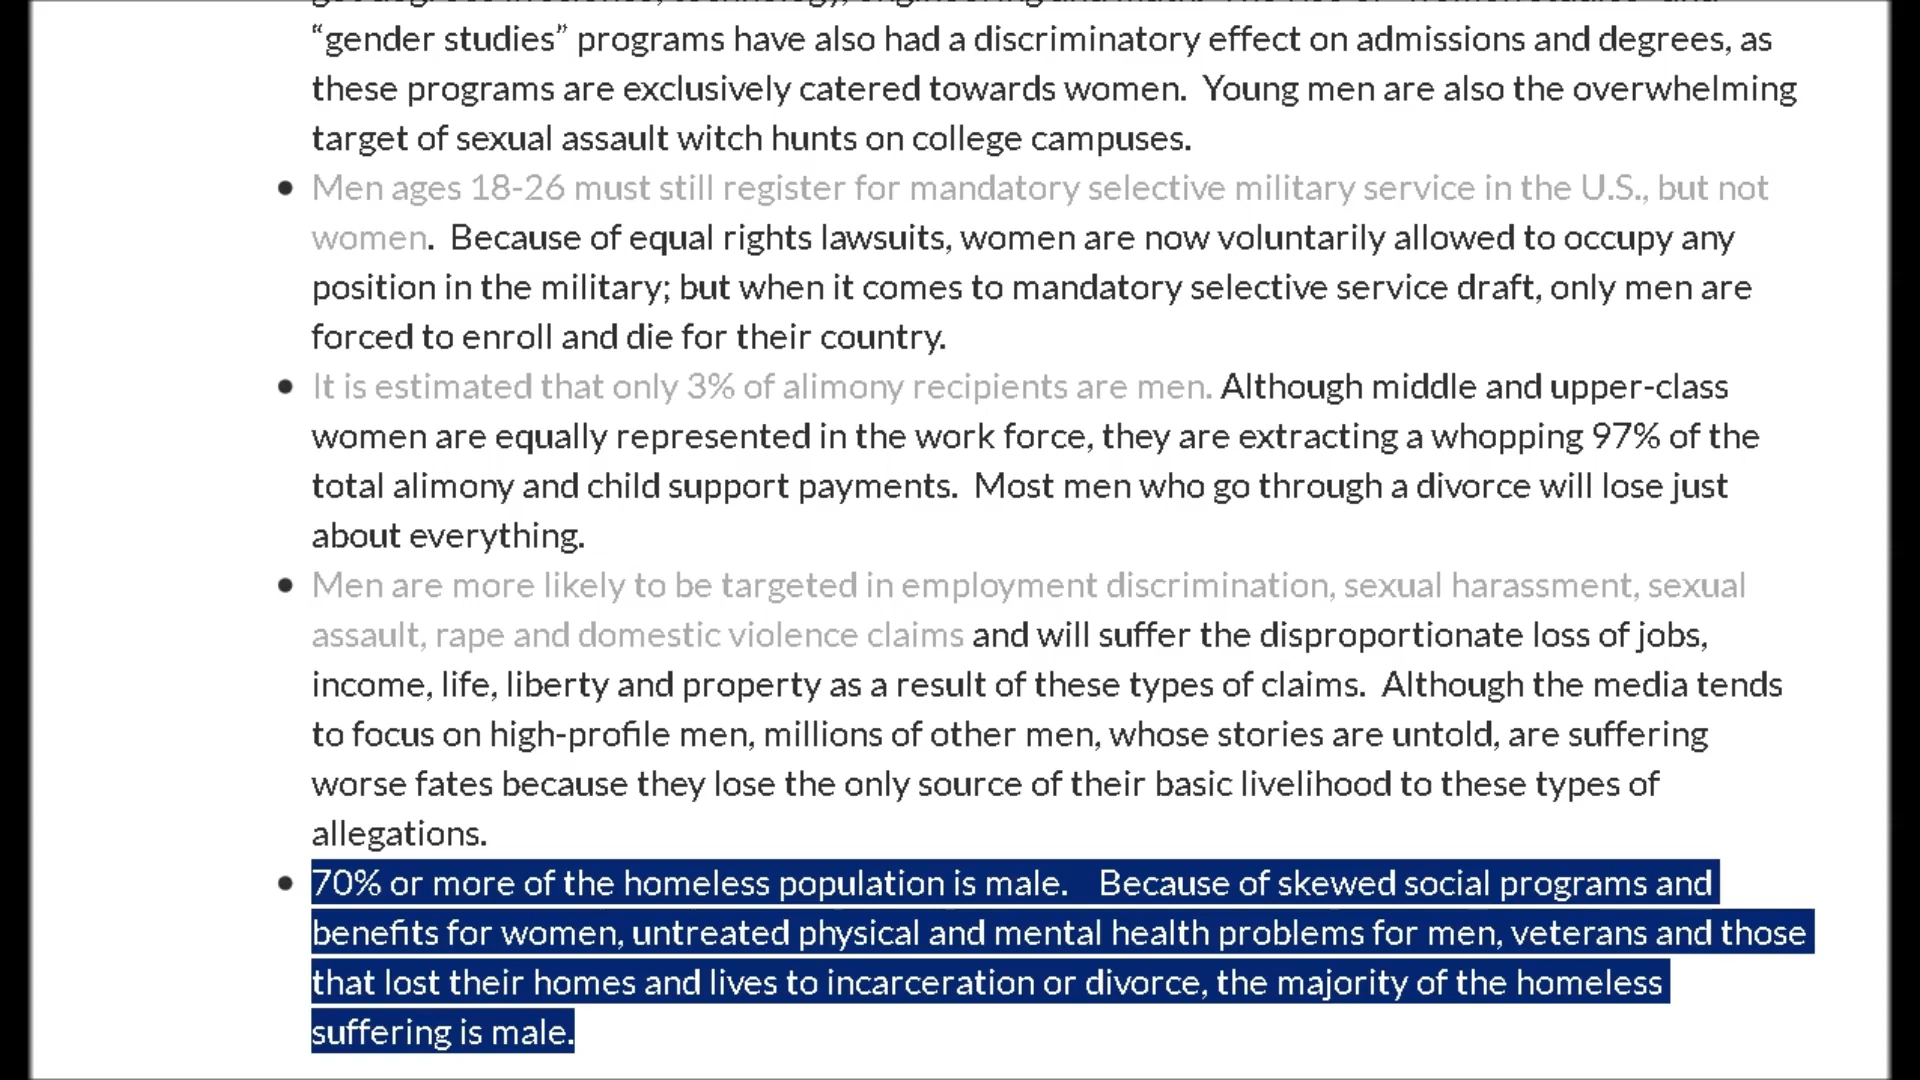 “gender studies” programs have also had a discriminatory effect on admissions and degrees, as
these programs are exclusively catered towards women.  Young men are also the overwhelming
target of sexual assault witch hunts on college campuses.
● Men ages 18-26 must still register for mandatory selective military service in the U.S., but not
women.  Because of equal rights lawsuits, women are now voluntarily allowed to occupy any
position in the military; but when it comes to mandatory selective service draft, only men are
forced to enroll and die for their country.
● It is estimated that only 3% of alimony recipients are men. Although middle and upper-class
women are equally represented in the work force, they are extracting a whopping 97% of the
total alimony and child support payments.  Most men who go through a divorce will lose just
about everything.
● Men are more likely to be targeted in employment discrimination, sexual harassment, sexual
assault, rape and domestic violence claims and will suffer the disproportionate loss of jobs,
income, life, liberty and property as a result of these types of claims.  Although the media tends
to focus on high-profile men, millions of other men, whose stories are untold, are suffering
worse fates because they lose the only source of their basic livelihood to these types of
allegations.
● 70% or more of the homeless population is male.   Because of skewed social programs and
benefits for women, untreated physical and mental health problems for men, veterans and those
that lost their homes and lives to incarceration or divorce, the majority of the homeless
suffering is male.